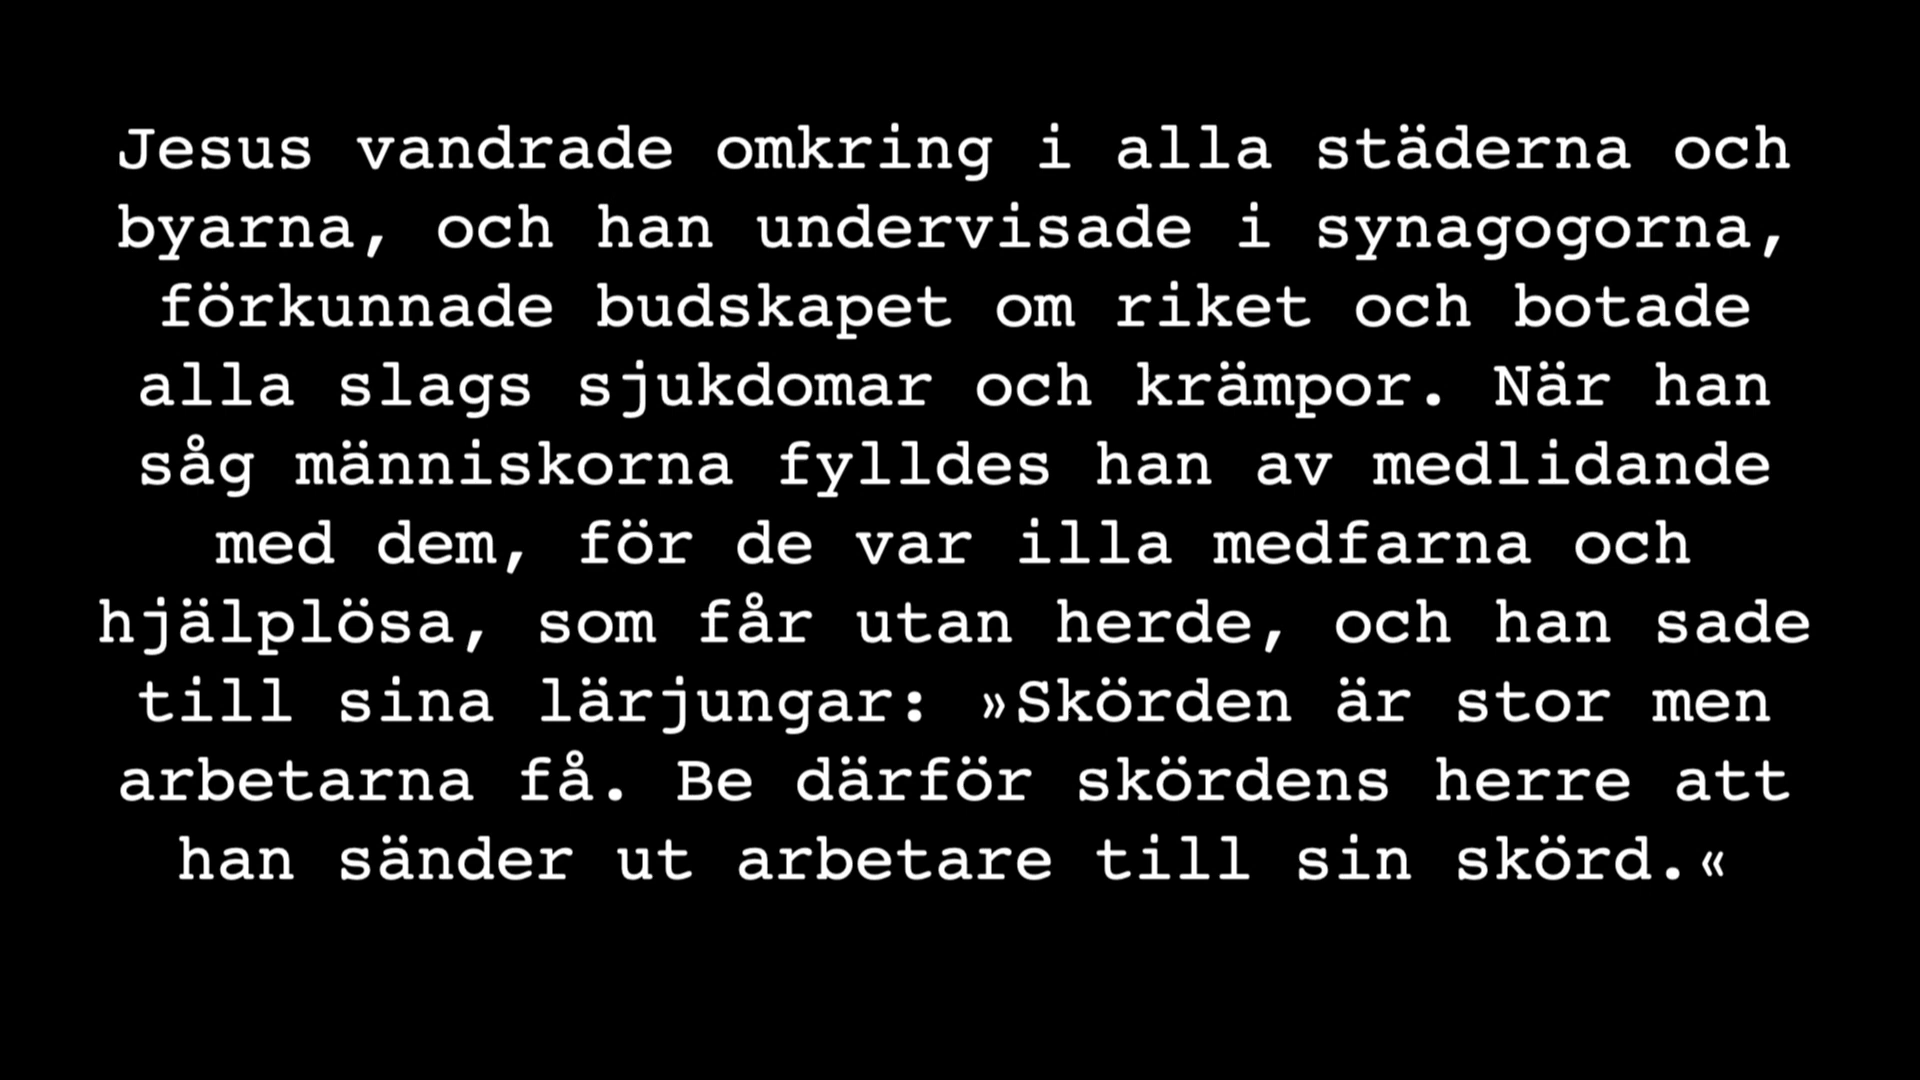 Jesus vandrade omkring i alla städerna och
byarna, och han undervisade i synagogorna,
förkunnade budskapet om riket och botade
alla slags sjukdomar och krämpor. När han
såg människorna fylldes han av medlidande
med dem, för de var illa medfarna och
hjälplösa, som får utan herde, och han sade
till sina lärjungar: »Skörden är stor men
arbetarna få. Be därför skördens herre att
han sänder ut arbetare till sin skörd.«